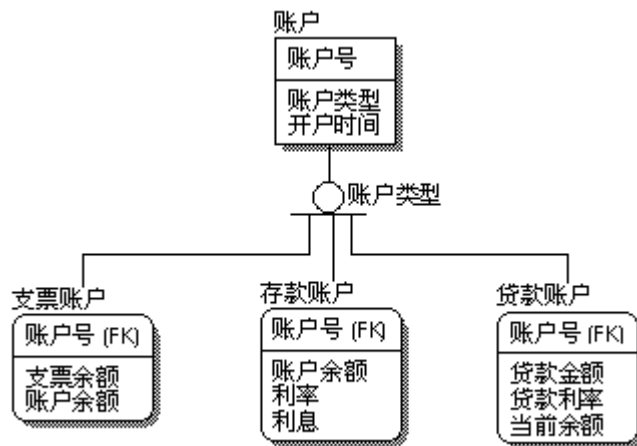 账户
账户号
账户类型
开户时间
账户类型
支票账户
账户号 (FK)
支票余额
账户余额
存款账户
账户号 (FK)
账户余额
利率
利息
贷款账户
账户号 (FK)
贷款金额
贷款利率
当前余额